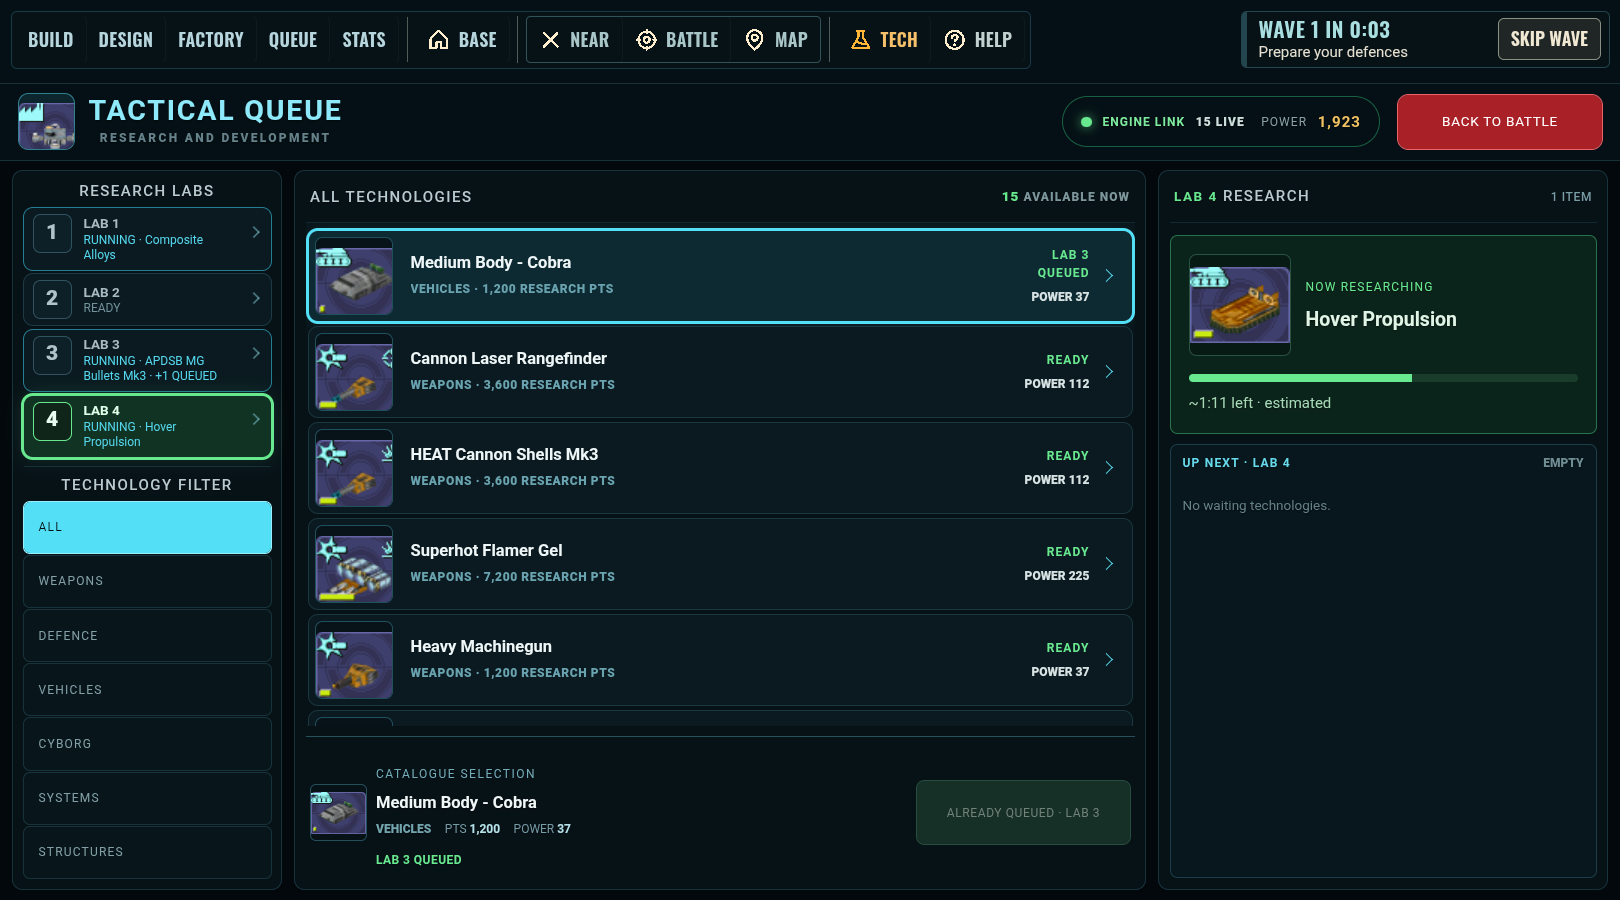 BUILD DESIGN FACTORY QUEUE STATS BASE NEAR BATTLE MAP TECH HELP
WAVE 1 IN 0:03
Prepare your defences
SKIP WAVE
TACTICAL QUEUE
RESEARCH AND DEVELOPMENT
ENGINE LINK 15 LIVE POWER 1,923
BACK TO BATTLE
RESEARCH LABS
1
LAB 1
RUNNING · Composite
Alloys
2
LAB 2
READY
3
LAB 3
RUNNING · APDSB MG
Bullets Mk3 · +1 QUEUED
4
LAB 4
RUNNING · Hover
Propulsion
TECHNOLOGY FILTER
ALL
WEAPONS
DEFENCE
VEHICLES
CYBORG
SYSTEMS
STRUCTURES
ALL TECHNOLOGIES
15 AVAILABLE NOW
Medium Body - Cobra
VEHICLES · 1,200 RESEARCH PTS
LAB 3
QUEUED
POWER 37
Cannon Laser Rangefinder
WEAPONS · 3,600 RESEARCH PTS
READY
POWER 112
HEAT Cannon Shells Mk3
WEAPONS · 3,600 RESEARCH PTS
READY
POWER 112
Superhot Flamer Gel
WEAPONS · 7,200 RESEARCH PTS
READY
POWER 225
Heavy Machinegun
WEAPONS · 1,200 RESEARCH PTS
READY
POWER 37
CATALOGUE SELECTION
Medium Body - Cobra
VEHICLES PTS 1,200 POWER 37
LAB 3 QUEUED
ALREADY QUEUED · LAB 3
LAB 4 RESEARCH
1 ITEM
NOW RESEARCHING
Hover Propulsion
~1:11 left · estimated
UP NEXT · LAB 4
EMPTY
No waiting technologies.